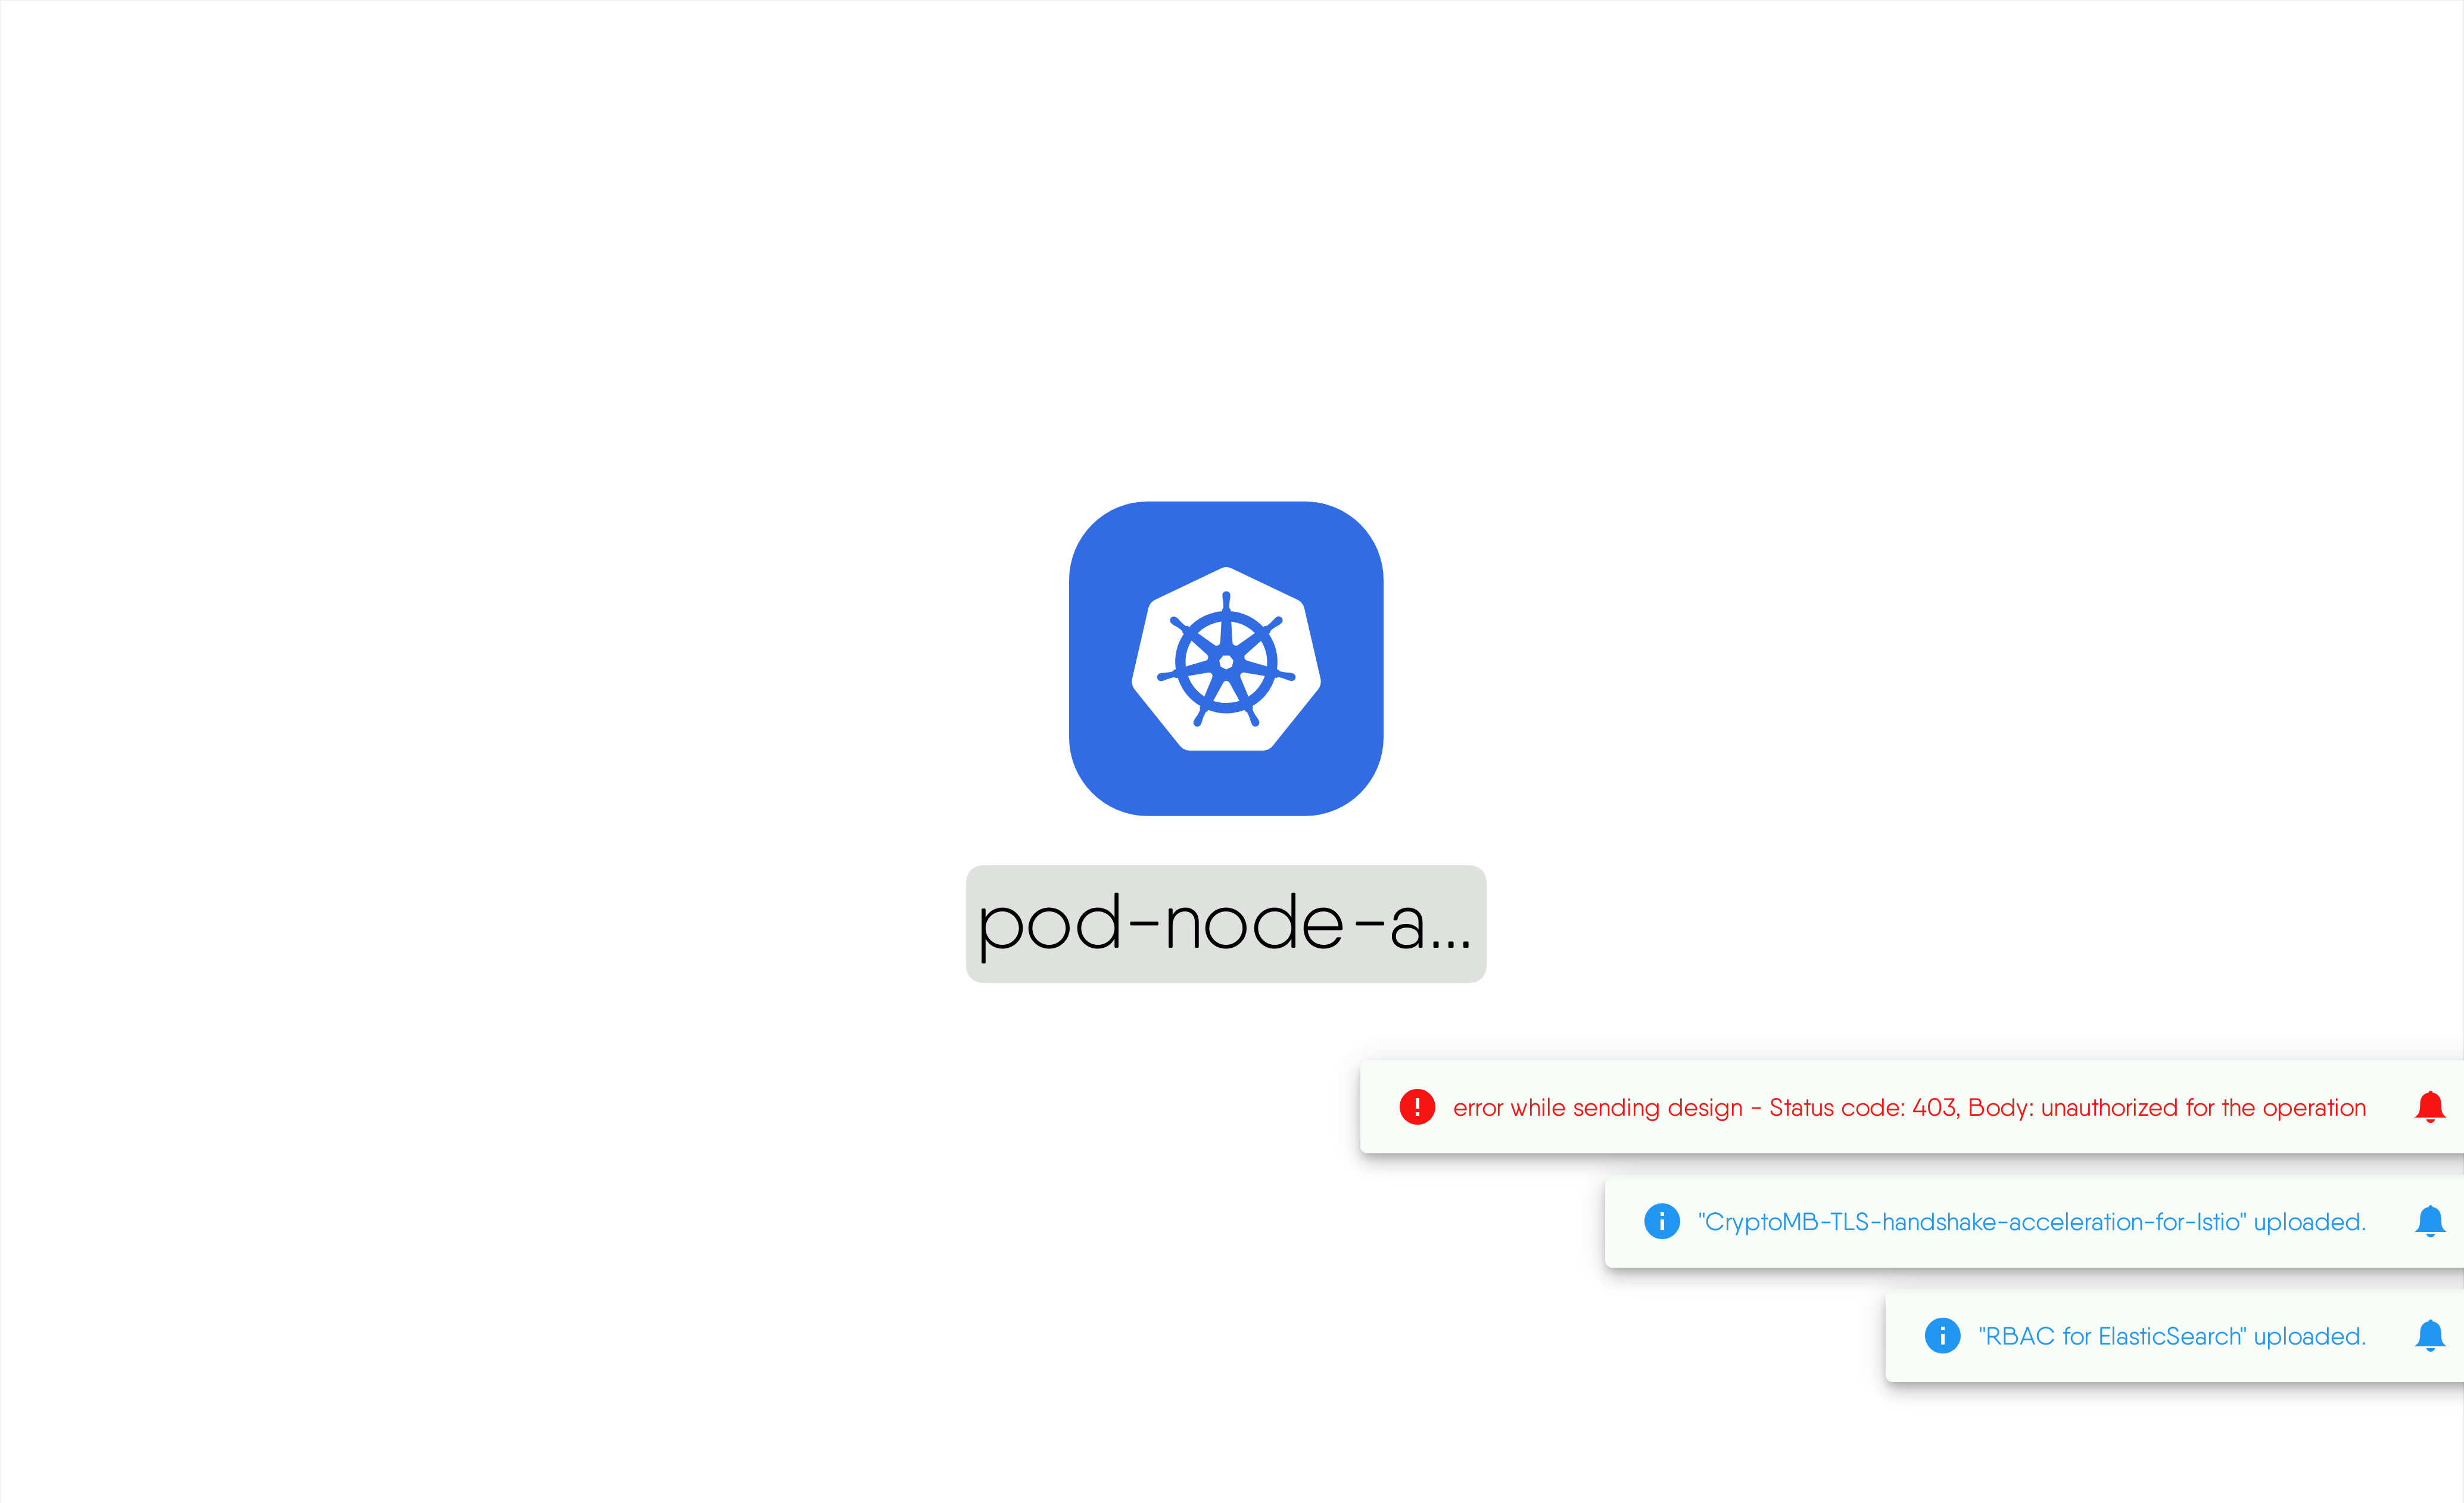 pod-node-a...
error while sending design - Status code: 403, Body: unauthorized for the operation
"CryptoMB-TLS-handshake-acceleration-for-Istio" uploaded.
"RBAC for ElasticSearch" uploaded.